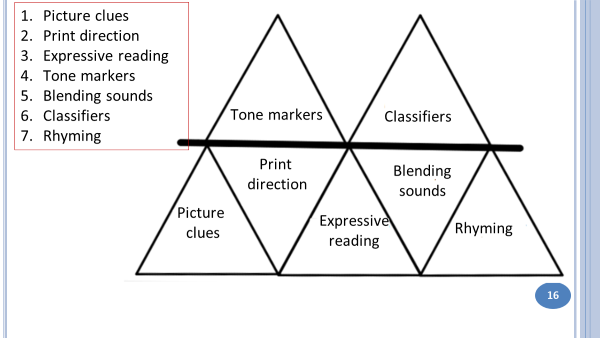 1. Picture clues
2. Print direction
3. Expressive reading
4. Tone markers
5. Blending sounds
6. Classifiers
7. Rhyming
Tone markers
Classifiers
Print
direction
Blending
sounds
Picture
clues
Expressive
reading
Rhyming
16